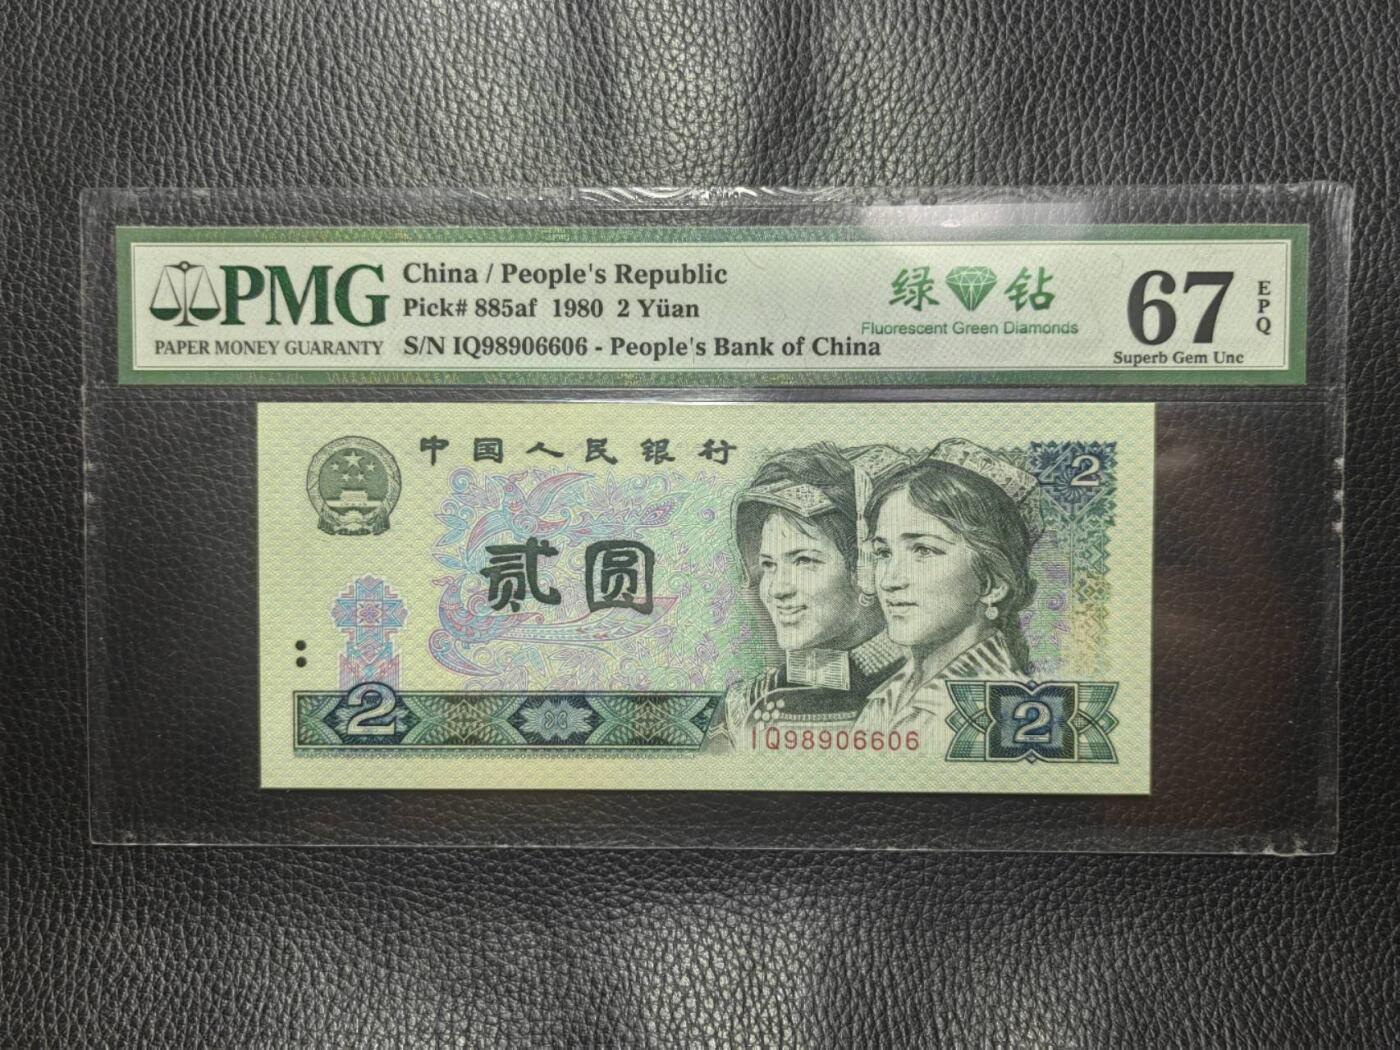 PMG
PAPER MONEY GUARANTY
China / People's Republic
Pick# 885af 1980 2 Yüan
S/N IQ98906606 - People's Bank of China
绿 钻
Fluorescent Green Diamonds
67
EPQ
Superb Gem Unc
中国人民银行
2
贰圆
2
IQ98906606
2